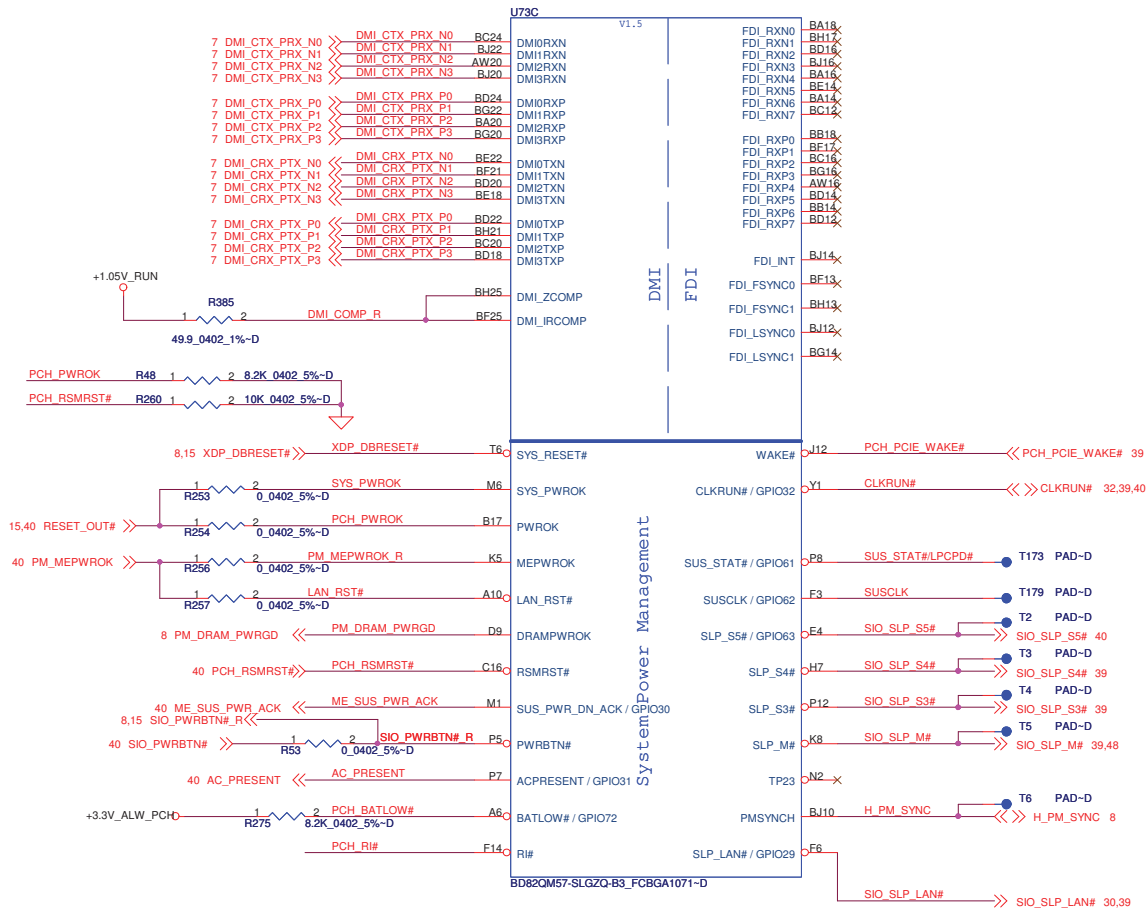 U73C
V1.5
7 DMI_CTX_PRX_N0 DMI_CTX_PRX_N0 BC24 DMI0RXN
7 DMI_CTX_PRX_N1 DMI_CTX_PRX_N1 BJ22 DMI1RXN
7 DMI_CTX_PRX_N2 DMI_CTX_PRX_N2 AW20 DMI2RXN
7 DMI_CTX_PRX_N3 DMI_CTX_PRX_N3 BJ20 DMI3RXN
7 DMI_CTX_PRX_P0 DMI_CTX_PRX_P0 BD24 DMI0RXP
7 DMI_CTX_PRX_P1 DMI_CTX_PRX_P1 BG22 DMI1RXP
7 DMI_CTX_PRX_P2 DMI_CTX_PRX_P2 BA20 DMI2RXP
7 DMI_CTX_PRX_P3 DMI_CTX_PRX_P3 BG20 DMI3RXP
7 DMI_CRX_PTX_N0 DMI_CRX_PTX_N0 BE22 DMI0TXN
7 DMI_CRX_PTX_N1 DMI_CRX_PTX_N1 BF21 DMI1TXN
7 DMI_CRX_PTX_N2 DMI_CRX_PTX_N2 BD20 DMI2TXN
7 DMI_CRX_PTX_N3 DMI_CRX_PTX_N3 BE18 DMI3TXN
7 DMI_CRX_PTX_P0 DMI_CRX_PTX_P0 BD22 DMI0TXP
7 DMI_CRX_PTX_P1 DMI_CRX_PTX_P1 BH21 DMI1TXP
7 DMI_CRX_PTX_P2 DMI_CRX_PTX_P2 BC20 DMI2TXP
7 DMI_CRX_PTX_P3 DMI_CRX_PTX_P3 BD18 DMI3TXP
+1.05V_RUN
BH25 DMI_ZCOMP
R385
1 2 DMI_COMP_R BF25 DMI_IRCOMP
49.9_0402_1%~D
DMI
FDI
FDI_RXN0 BA18
FDI_RXN1 BH17
FDI_RXN2 BD16
FDI_RXN3 BJ16
FDI_RXN4 BA16
FDI_RXN5 BE14
FDI_RXN6 BA14
FDI_RXN7 BC12
FDI_RXP0 BB18
FDI_RXP1 BF17
FDI_RXP2 BC16
FDI_RXP3 BG16
FDI_RXP4 AW16
FDI_RXP5 BD14
FDI_RXP6 BB14
FDI_RXP7 BD12
FDI_INT BJ14
FDI_FSYNC0 BF13
FDI_FSYNC1 BH13
FDI_LSYNC0 BJ12
FDI_LSYNC1 BG14
PCH_PWROK R48 1 2 8.2K_0402_5%~D
PCH_RSMRST# R260 1 2 10K_0402_5%~D
8,15 XDP_DBRESET# XDP_DBRESET# T6 SYS_RESET#
1 2 SYS_PWROK M6 SYS_PWROK
R253 0_0402_5%~D
15,40 RESET_OUT# 1 2 PCH_PWROK B17 PWROK
R254 0_0402_5%~D
40 PM_MEPWROK 1 2 PM_MEPWROK_R K5 MEPWROK
R256 0_0402_5%~D
1 2 LAN_RST# A10 LAN_RST#
R257 0_0402_5%~D
8 PM_DRAM_PWRGD PM_DRAM_PWRGD D9 DRAMPWROK
40 PCH_RSMRST# PCH_RSMRST# C16 RSMRST#
40 ME_SUS_PWR_ACK ME_SUS_PWR_ACK M1 SUS_PWR_DN_ACK / GPIO30
8,15 SIO_PWRBTN#_R
40 SIO_PWRBTN# 1 2 SIO_PWRBTN#_R P5 PWRBTN#
R53 0_0402_5%~D
40 AC_PRESENT AC_PRESENT P7 ACPRESENT / GPIO31
+3.3V_ALW_PCH 1 2 PCH_BATLOW# A6 BATLOW# / GPIO72
R275 8.2K_0402_5%~D
PCH_RI# F14 RI#
System Power Management
WAKE# J12 PCH_PCIE_WAKE# PCH_PCIE_WAKE# 39
CLKRUN# / GPIO32 Y1 CLKRUN# CLKRUN# 32,39,40
SUS_STAT# / GPIO61 P8 SUS_STAT#/LPCPD# T173 PAD~D
SUSCLK / GPIO62 F3 SUSCLK T179 PAD~D
T2 PAD~D
SLP_S5# / GPIO63 E4 SIO_SLP_S5# SIO_SLP_S5# 40
T3 PAD~D
SLP_S4# H7 SIO_SLP_S4# SIO_SLP_S4# 39
T4 PAD~D
SLP_S3# P12 SIO_SLP_S3# SIO_SLP_S3# 39
T5 PAD~D
SLP_M# K8 SIO_SLP_M# SIO_SLP_M# 39,48
TP23 N2
T6 PAD~D
PMSYNCH BJ10 H_PM_SYNC H_PM_SYNC 8
SLP_LAN# / GPIO29 F6
SIO_SLP_LAN# SIO_SLP_LAN# 30,39
BD82QM57-SLGZQ-B3_FCBGA1071~D